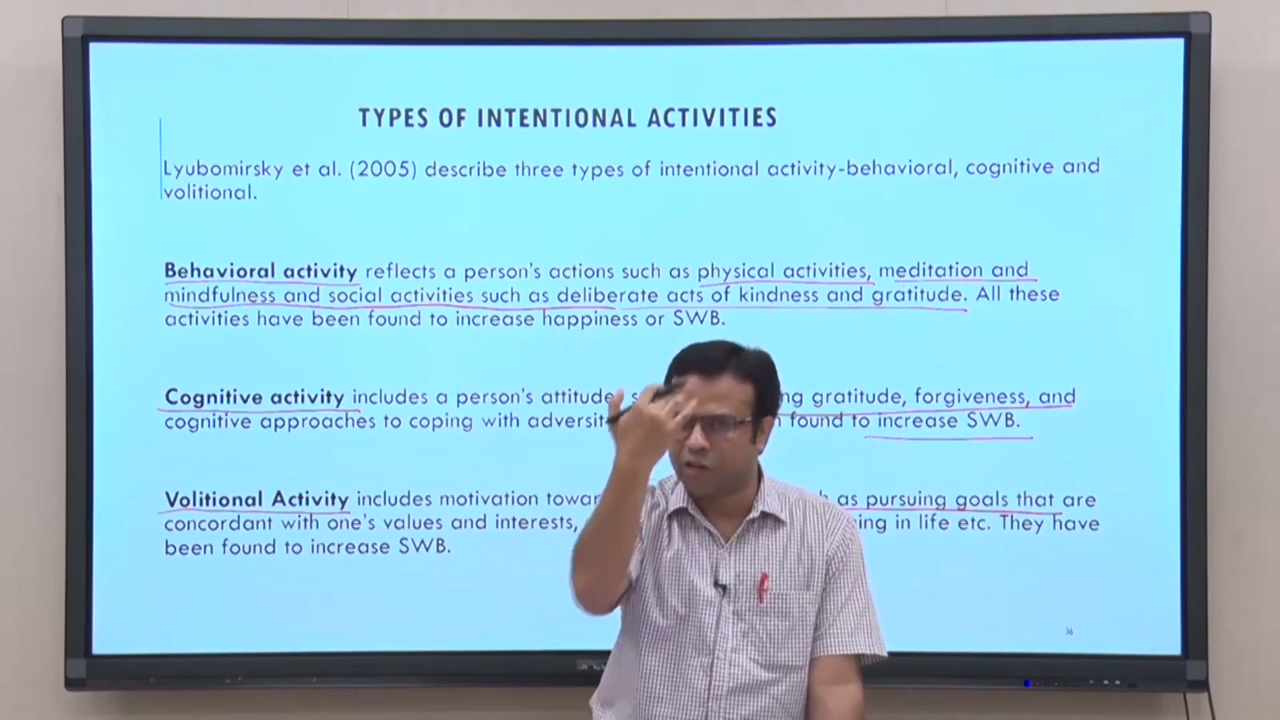 TYPES OF INTENTIONAL ACTIVITIES
Lyubomirsky et al. (2005) describe three types of intentional activity-behavioral, cognitive and
volitional.
Behavioral activity reflects a person's actions such as physical activities, meditation and
mindfulness and social activities such as deliberate acts of kindness and gratitude. All these
activities have been found to increase happiness or SWB.
Cognitive activity includes a person's attitude gratitude, forgiveness, and
cognitive approaches to coping with found to increase SWB.
Volitional Activity includes motivation as pursuing goals that are
concordant with one's values and interests, in life etc. They have
been found to increase SWB.
36